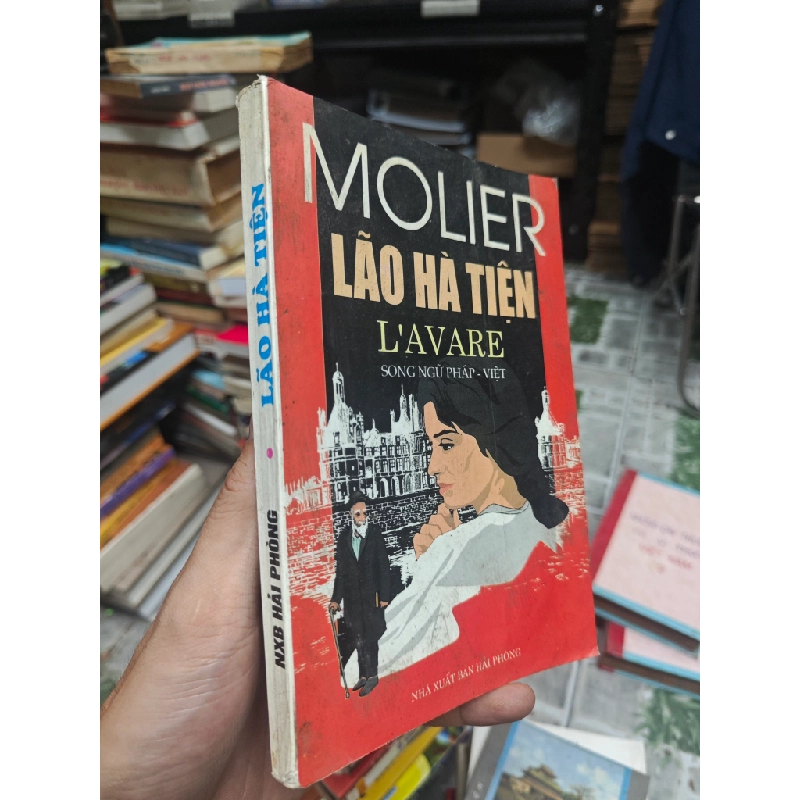 MOLIER
LÃO HÀ TIỆN
L'AVARE
SONG NGỮ PHÁP - VIỆT
NHÀ XUẤT BẢN HẢI PHÒNG
LÃO HÀ TIỆN
NXB HẢI PHÒNG